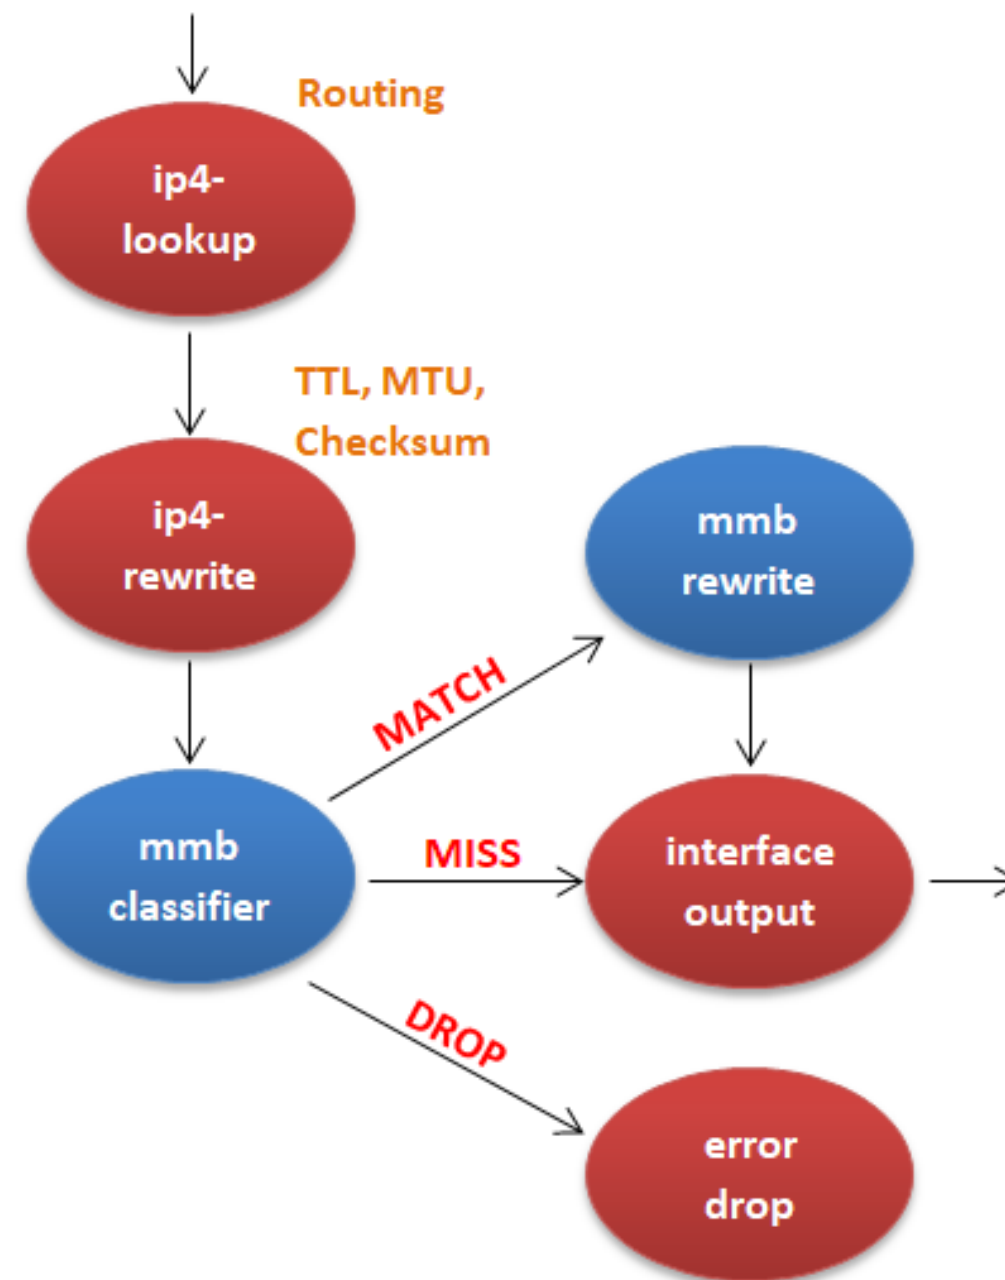 Routing
ip4-
lookup
TTL, MTU,
Checksum
ip4-
rewrite
mmb
rewrite
MATCH
mmb
classifier
MISS
interface
output
DROP
error
drop